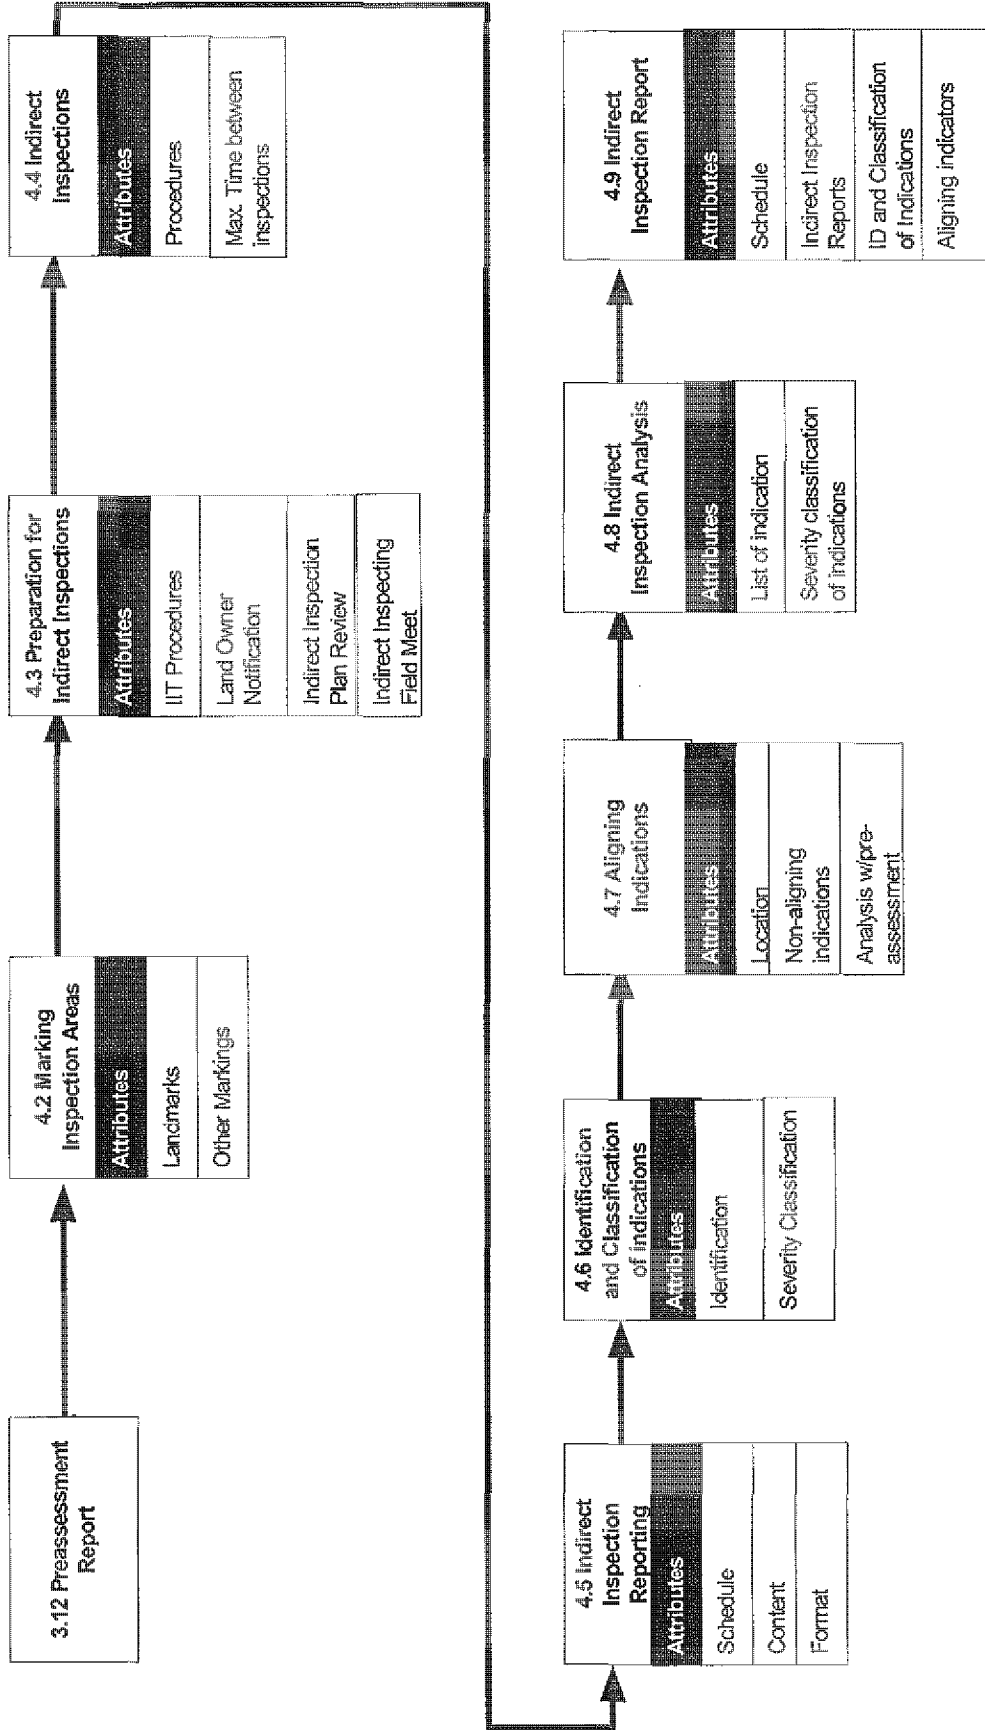 3.12 Preassessment
Report
4.2 Marking
Inspection Areas
Attributes
Landmarks
Other Markings
4.3 Preparation for
Indirect Inspections
Attributes
IIT Procedures
Land Owner
Notification
Indirect Inspection
Plan Review
Indirect Inspecting
Field Meet
4.4 Indirect
Inspections
Attributes
Procedures
Max. Time between
inspections
4.5 Indirect
Inspection
Reporting
Attributes
Schedule
Content
Format
4.6 Identification
and Classification
of indications
Attributes
Identification
Severity Classification
4.7 Aligning
Indications
Attributes
Location
Non-aligning
indications
Analysis w/pre-
assessment
4.8 Indirect
Inspection Analysis
Attributes
List of indication
Severity classification
of indications
4.9 Indirect
Inspection Report
Attributes
Schedule
Indirect Inspection
Reports
ID and Classification
of Indications
Aligning indicators